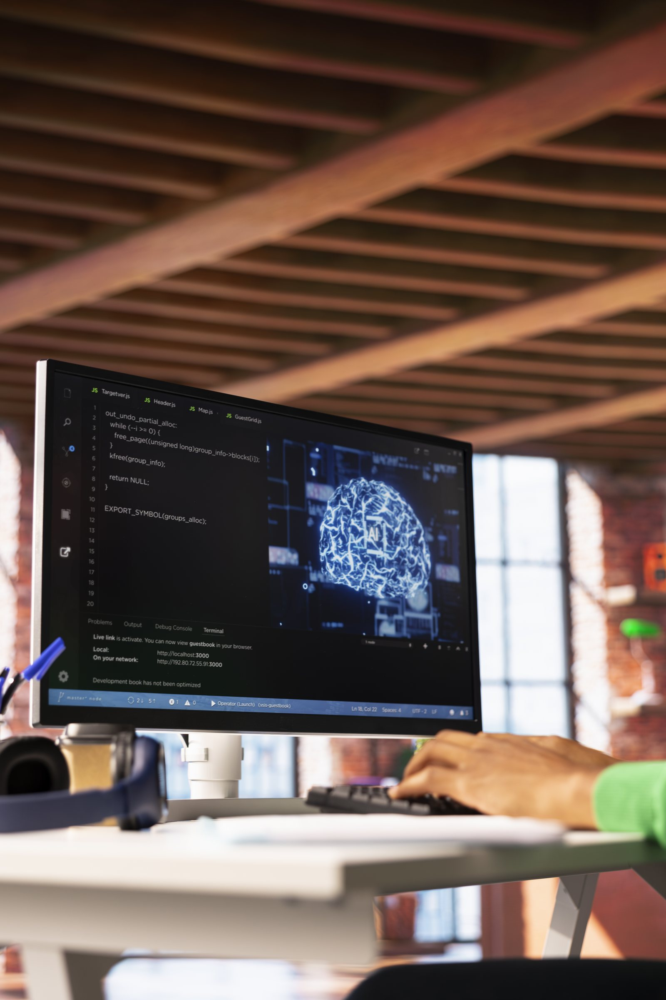 JS Targetver.js JS Header.js JS Map.js JS GuestGrid.js
1
2 out_undo_partial_alloc:
3 while (--i >= 0) {
4 free_page((unsigned long)group_info->blocks[i]);
5 }
6 kfree(group_info);
7
8 return NULL;
9 }
10
11 EXPORT_SYMBOL(groups_alloc);
12
13
14
15
16
17
18
19
20
4
AI
Problems Output Debug Console Terminal
Live link is activate. You can now view guestbook in your browser.
Local: http://localhost:3000
On your network: http://192.80.72.55.91:3000
1: node
Development book has not been optimized
master* node 2↓ 5↑ 1 0 Operator (Launch) (vsis-guestbook) Ln 18, Col 22 Spaces: 4 UTF-2 LF 3